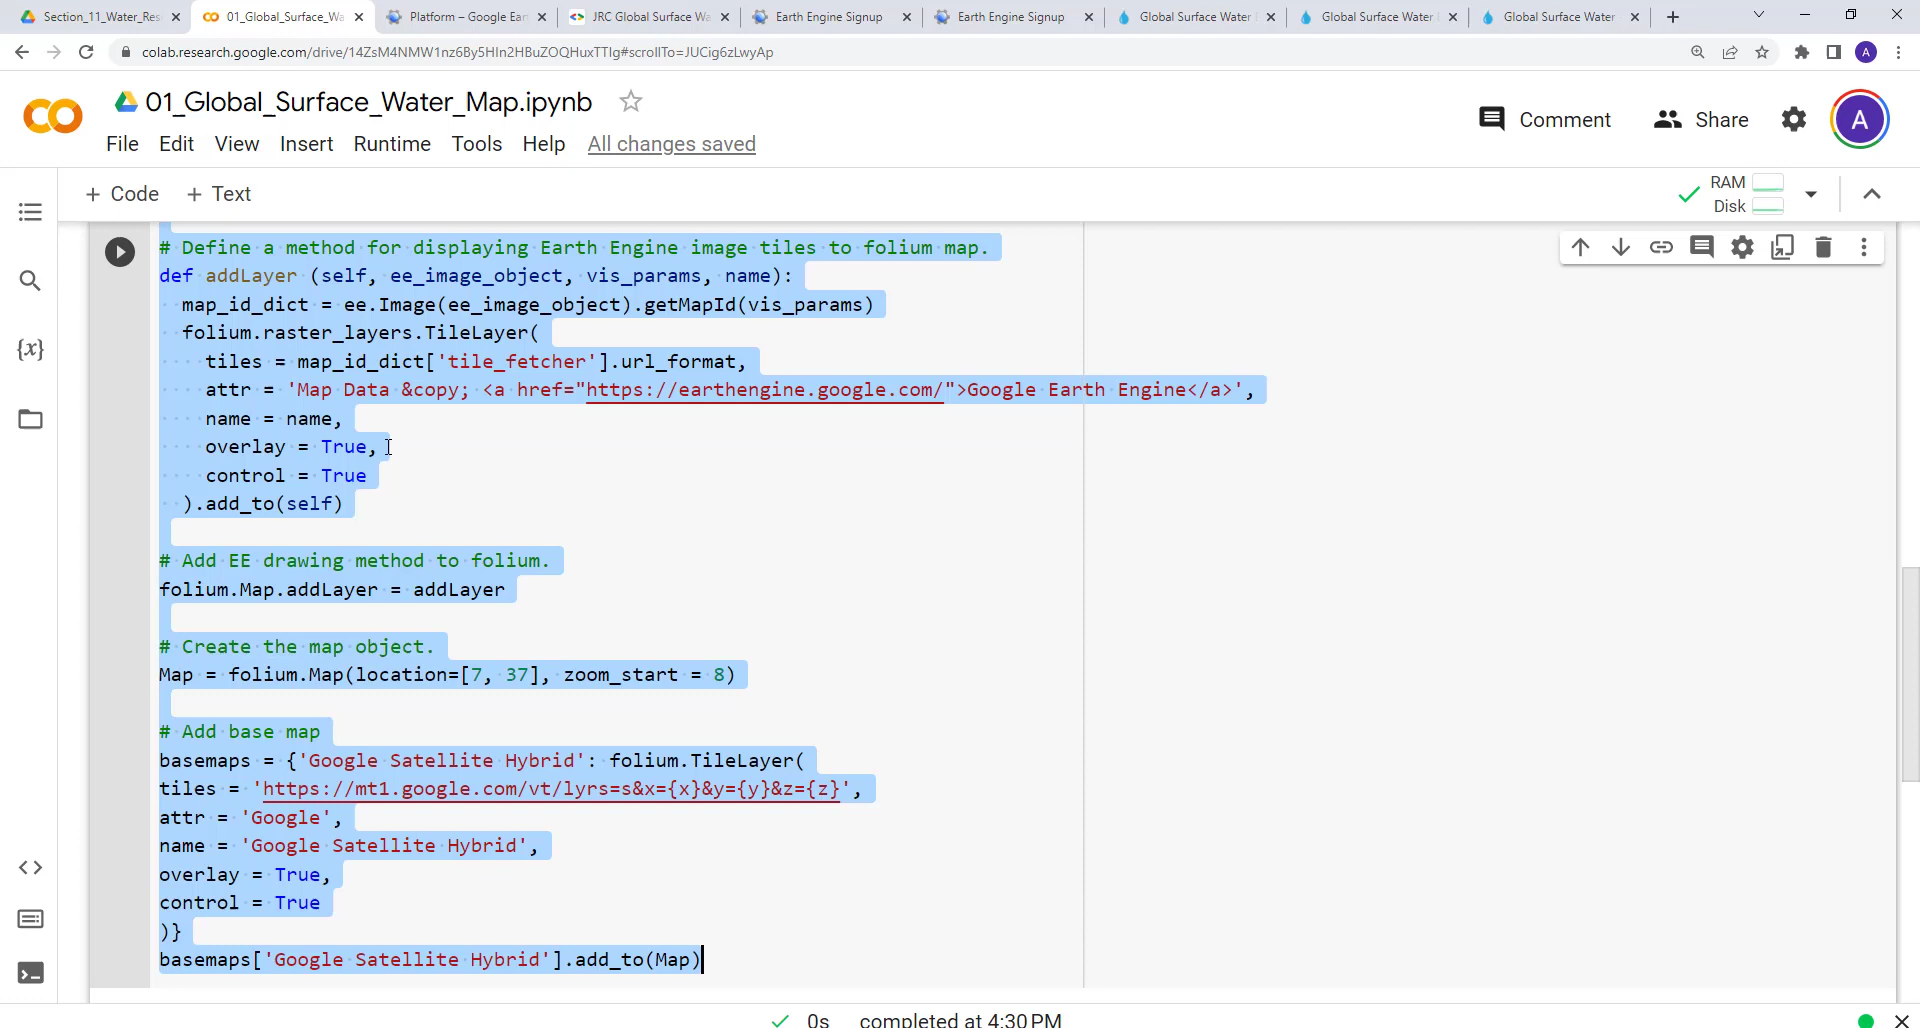 Section_11_Water_Res
01_Global_Surface_Wa
Platform – Google Ear
JRC Global Surface Wa
Earth Engine Signup
Earth Engine Signup
Global Surface Water
Global Surface Water
Global Surface Water
colab.research.google.com/drive/14ZsM4NMW1nz6By5HIn2HBuZOQHuxTTIg#scrollTo=JUCig6zLwyAp
A
01_Global_Surface_Water_Map.ipynb
Comment
Share
A
File Edit View Insert Runtime Tools Help All changes saved
+ Code + Text
RAM
Disk
{x}
# Define a method for displaying Earth Engine image tiles to folium map.
def addLayer (self, ee_image_object, vis_params, name):
map_id_dict = ee.Image(ee_image_object).getMapId(vis_params)
folium.raster_layers.TileLayer(
tiles = map_id_dict['tile_fetcher'].url_format,
attr = 'Map Data &copy; <a href="https://earthengine.google.com/">Google Earth Engine</a>',
name = name,
overlay = True,
control = True
).add_to(self)
# Add EE drawing method to folium.
folium.Map.addLayer = addLayer
# Create the map object.
Map = folium.Map(location=[7, 37], zoom_start = 8)
# Add base map
basemaps = {'Google Satellite Hybrid': folium.TileLayer(
tiles = 'https://mt1.google.com/vt/lyrs=s&x={x}&y={y}&z={z}',
attr = 'Google',
name = 'Google Satellite Hybrid',
overlay = True,
control = True
)}
basemaps['Google Satellite Hybrid'].add_to(Map)
0s completed at 4:30 PM